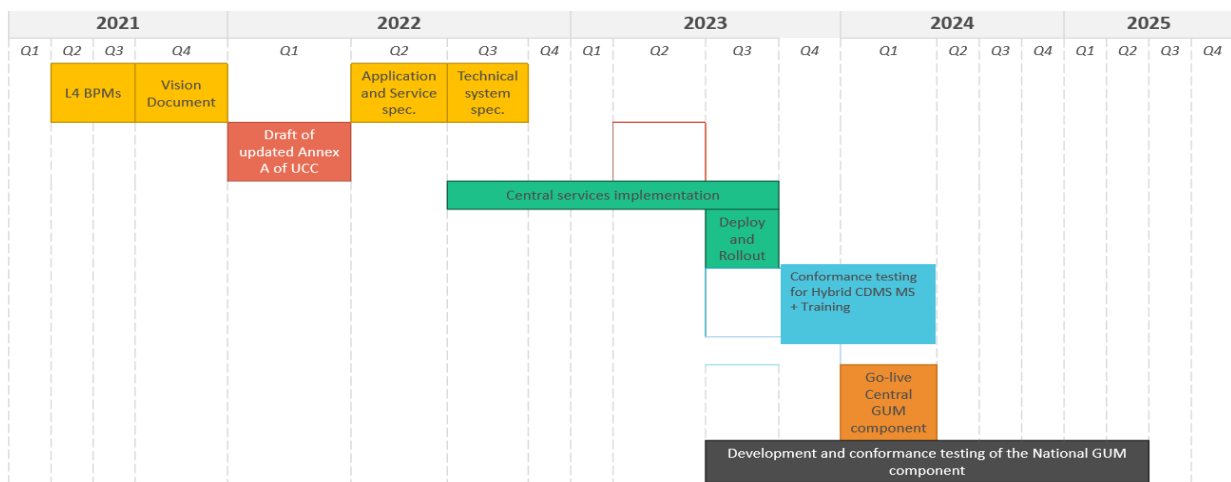 2021 2022 2023 2024 2025
Q1 Q2 Q3 Q4 Q1 Q2 Q3 Q4 Q1 Q2 Q3 Q4 Q1 Q2 Q3 Q4 Q1 Q2 Q3 Q4
L4 BPMs
Vision
Document
Application
and Service
spec.
Technical
system
spec.
Draft of
updated Annex
A of UCC
Central services implementation
Deploy
and
Rollout
Conformance testing
for Hybrid CDMS MS
+ Training
Go-live
Central
GUM
component
Development and conformance testing of the National GUM
component